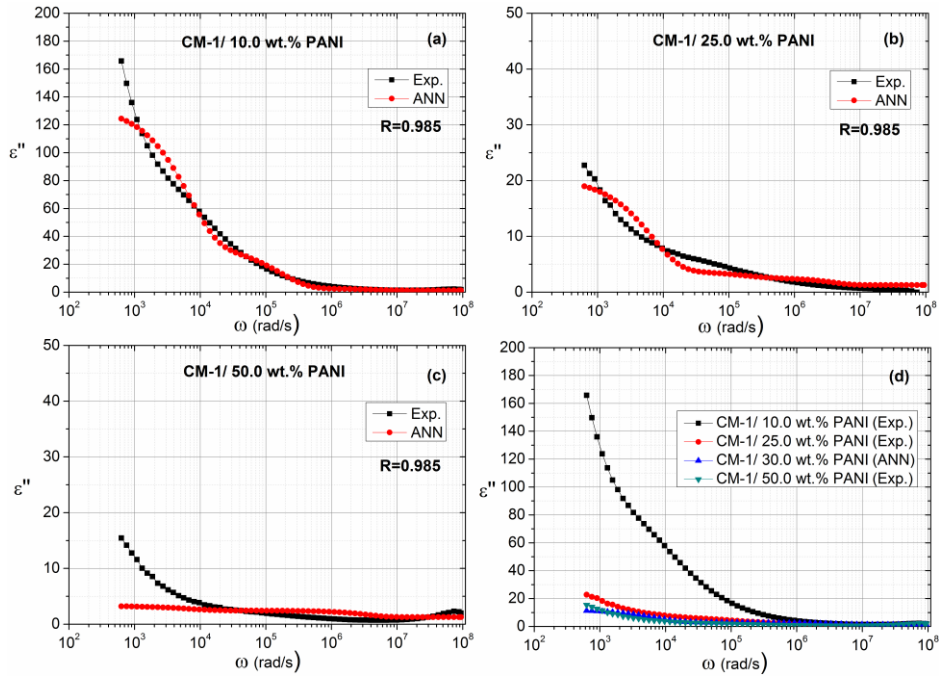 CM-1/ 10.0 wt.% PANI
(a)
Exp.
ANN
R=0.985
ε"
200
180
160
140
120
100
80
60
40
20
0
10² 10³ 10⁴ 10⁵ 10⁶ 10⁷ 10⁸
ω (rad/s)
CM-1/ 25.0 wt.% PANI
(b)
Exp.
ANN
R=0.985
ε"
50
40
30
20
10
0
10² 10³ 10⁴ 10⁵ 10⁶ 10⁷ 10⁸
ω (rad/s)
CM-1/ 50.0 wt.% PANI
(c)
Exp.
ANN
R=0.985
ε"
50
40
30
20
10
0
10² 10³ 10⁴ 10⁵ 10⁶ 10⁷ 10⁸
ω (rad/s)
(d)
CM-1/ 10.0 wt.% PANI (Exp.)
CM-1/ 25.0 wt.% PANI (Exp.)
CM-1/ 30.0 wt.% PANI (ANN)
CM-1/ 50.0 wt.% PANI (Exp.)
ε"
200
180
160
140
120
100
80
60
40
20
0
10² 10³ 10⁴ 10⁵ 10⁶ 10⁷ 10⁸
ω (rad/s)